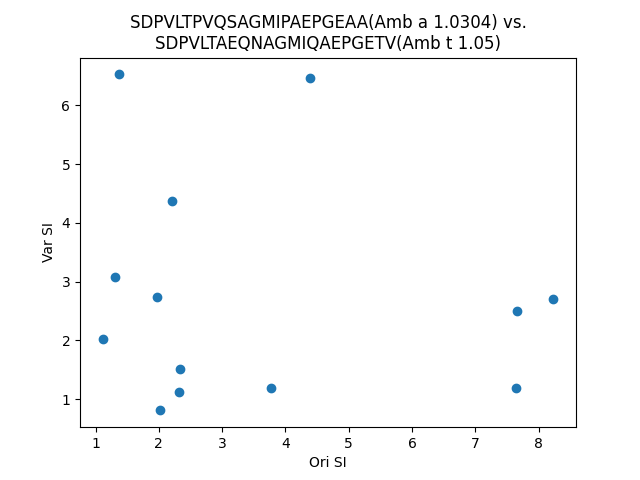 SDPVLTPVQSAGMIPAEPGEAA(Amb a 1.0304) vs.
SDPVLTAEQNAGMIQAEPGETV(Amb t 1.05)
6
5
4
3
2
1
Var SI
1 2 3 4 5 6 7 8
Ori SI